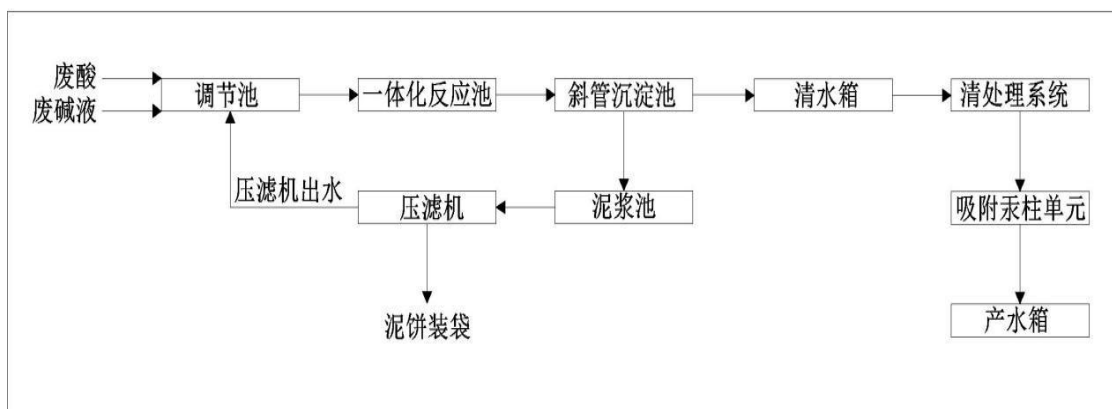 废酸
废碱液
调节池
一体化反应池
斜管沉淀池
清水箱
清处理系统
压滤机出水
压滤机
泥浆池
吸附汞柱单元
泥饼装袋
产水箱